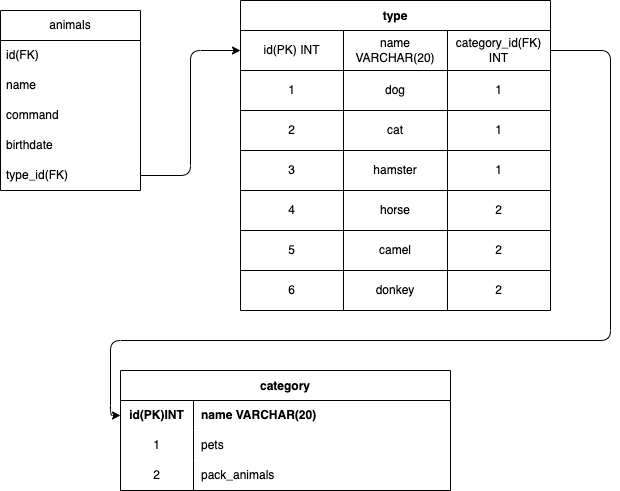 animals
id(FK)
name
command
birthdate
type_id(FK)
type
id(PK) INT name VARCHAR(20) category_id(FK) INT
1 dog 1
2 cat 1
3 hamster 1
4 horse 2
5 camel 2
6 donkey 2
category
id(PK)INT name VARCHAR(20)
1 pets
2 pack_animals